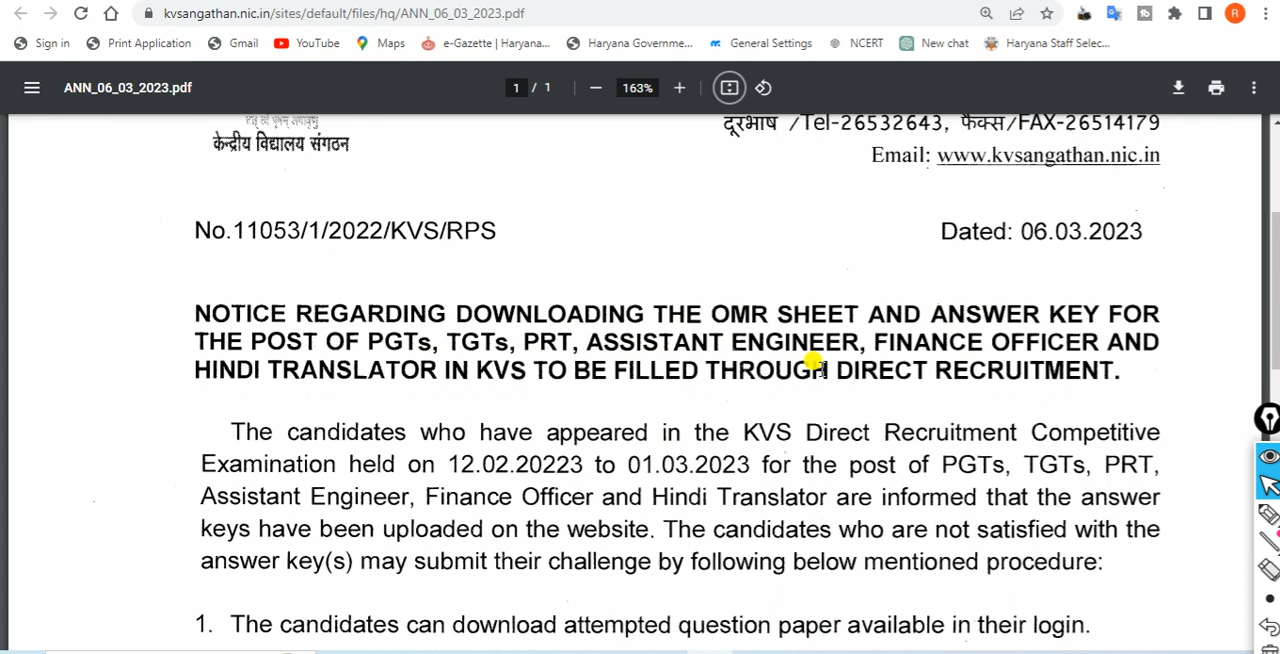 kvsangathan.nic.in/sites/default/files/hq/ANN_06_03_2023.pdf
R
Sign in Print Application Gmail YouTube Maps e-Gazette | Haryana... Haryana Governme... General Settings NCERT New chat Haryana Staff Selec...
ANN_06_03_2023.pdf 1 / 1 163%
केन्द्रीय विद्यालय संगठन
दूरभाष /Tel-26532643, फैक्स/FAX-26514179
Email: www.kvsangathan.nic.in
No.11053/1/2022/KVS/RPS Dated: 06.03.2023
NOTICE REGARDING DOWNLOADING THE OMR SHEET AND ANSWER KEY FOR
THE POST OF PGTs, TGTs, PRT, ASSISTANT ENGINEER, FINANCE OFFICER AND
HINDI TRANSLATOR IN KVS TO BE FILLED THROUGH DIRECT RECRUITMENT.
The candidates who have appeared in the KVS Direct Recruitment Competitive
Examination held on 12.02.20223 to 01.03.2023 for the post of PGTs, TGTs, PRT,
Assistant Engineer, Finance Officer and Hindi Translator are informed that the answer
keys have been uploaded on the website. The candidates who are not satisfied with the
answer key(s) may submit their challenge by following below mentioned procedure:
1. The candidates can download attempted question paper available in their login.